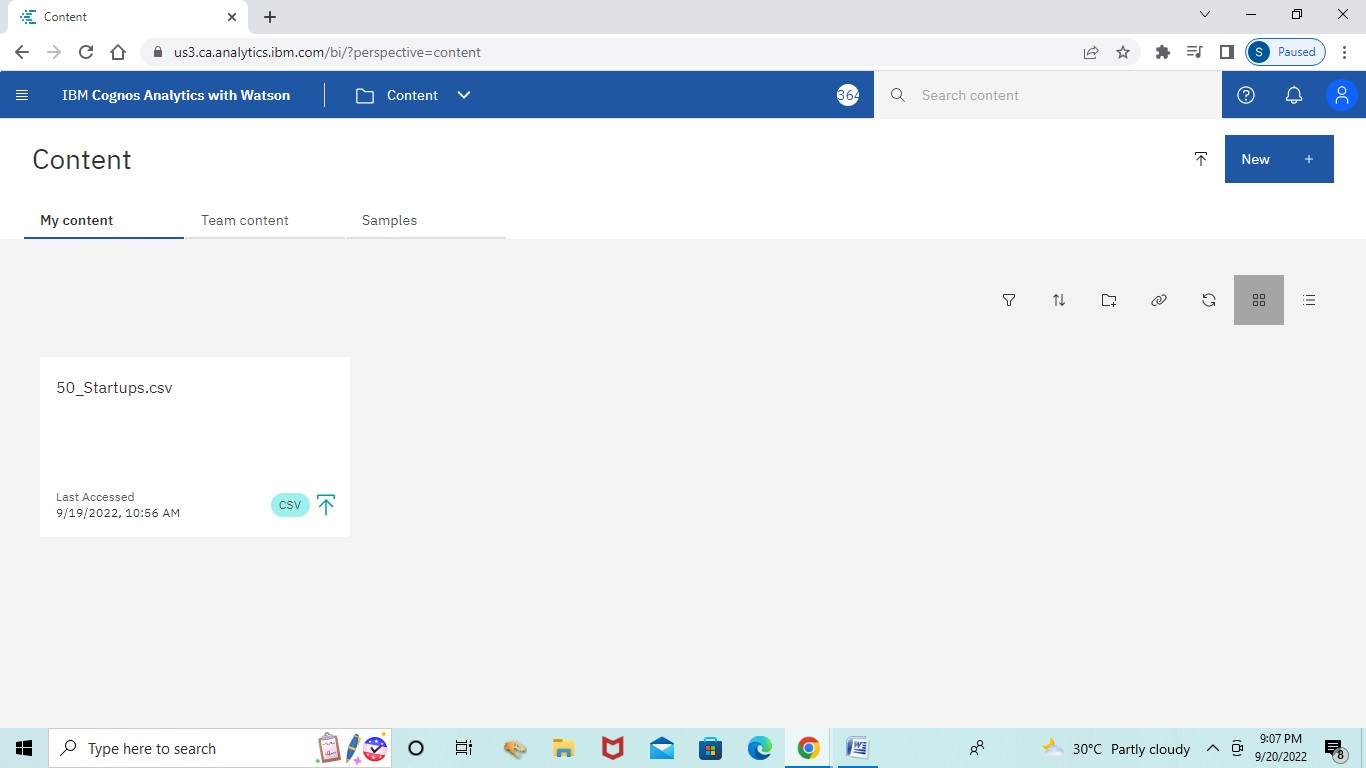 Content
us3.ca.analytics.ibm.com/bi/?perspective=content
S Paused
IBM Cognos Analytics with Watson
Content
364
Search content
Content
New +
My content
Team content
Samples
50_Startups.csv
Last Accessed
9/19/2022, 10:56 AM
CSV
Type here to search
30°C Partly cloudy
9:07 PM
9/20/2022
8